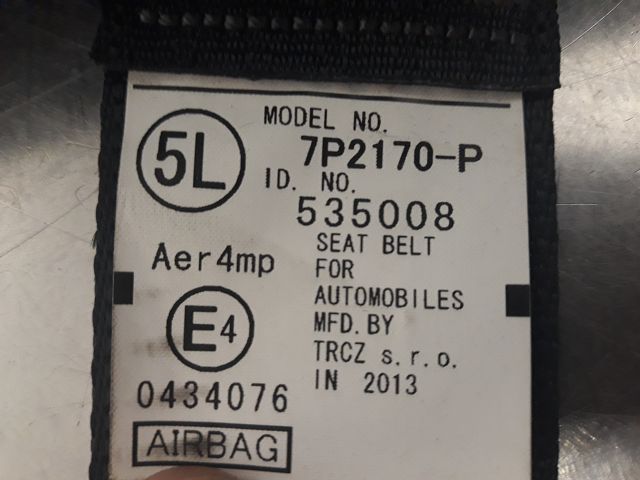 MODEL NO.
5L
7P2170-P
ID. NO.
535008
Aer4mp
SEAT BELT
FOR
AUTOMOBILES
MFD. BY
TRCZ s.r.o.
IN 2013
E4
0434076
AIRBAG